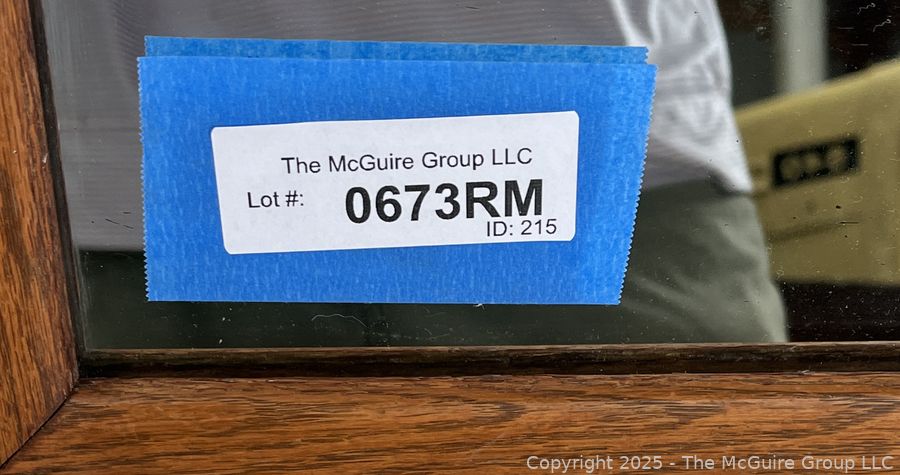 The McGuire Group LLC
Lot #: 0673RM
ID: 215
Copyright 2025 - The McGuire Group LLC